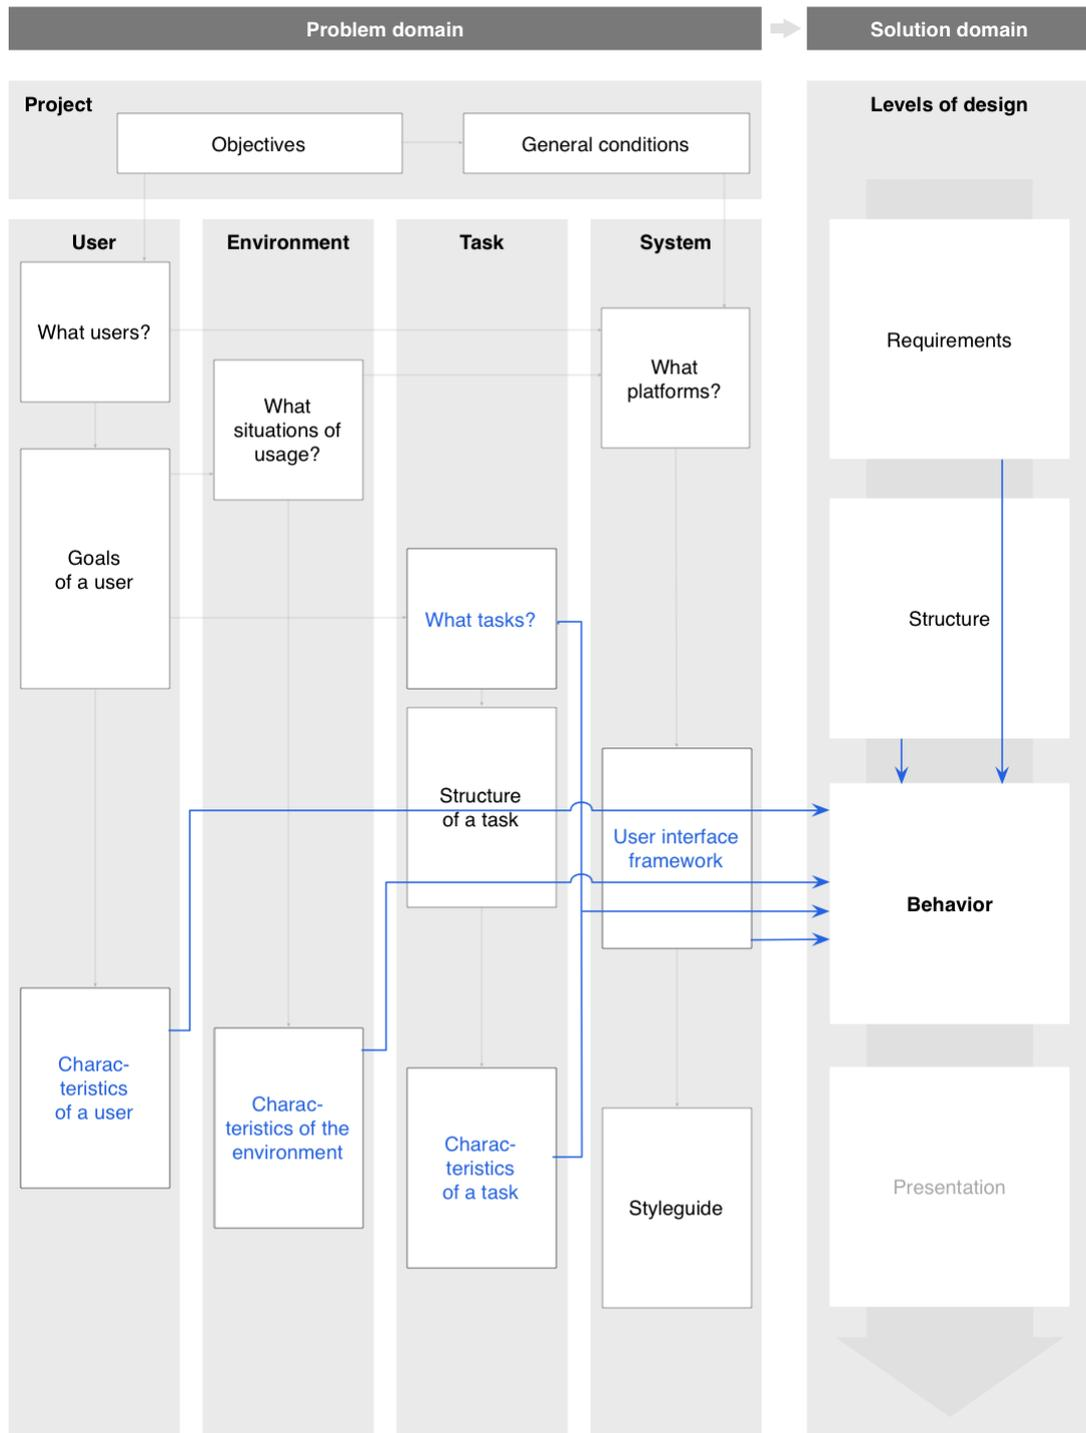 Problem domain
Solution domain
Project
Objectives
General conditions
Levels of design
User
Environment
Task
System
What users?
What
situations of
usage?
What
platforms?
Requirements
Goals
of a user
What tasks?
Structure
Structure
of a task
User interface
framework
Behavior
Charac-
teristics
of a user
Charac-
teristics of the
environment
Charac-
teristics
of a task
Styleguide
Presentation